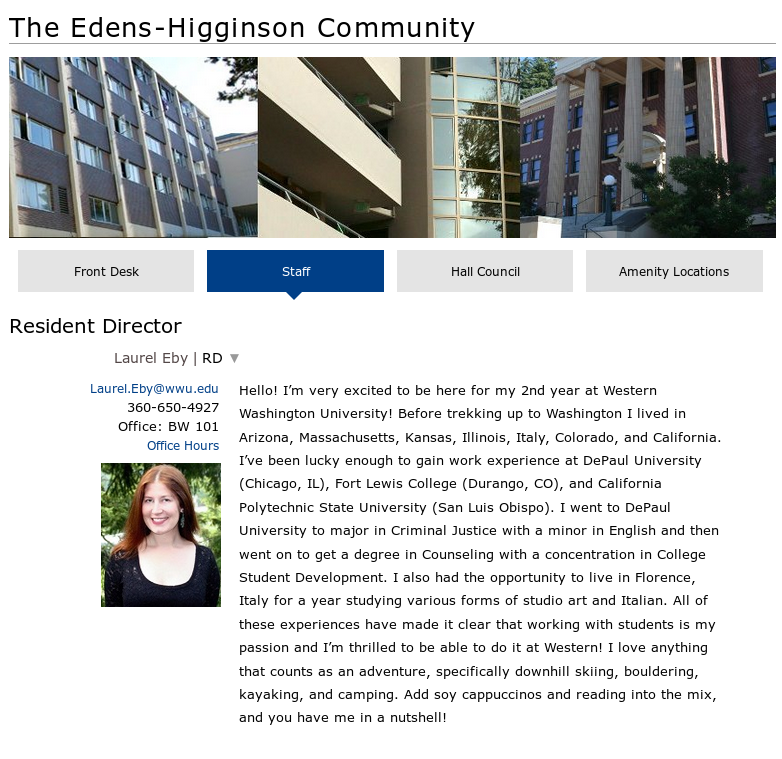 The Edens-Higginson Community
Front Desk
Staff
Hall Council
Amenity Locations
Resident Director
Laurel Eby | RD ▼
Laurel.Eby@wwu.edu
360-650-4927
Office: BW 101
Office Hours
Hello! I’m very excited to be here for my 2nd year at Western
Washington University! Before trekking up to Washington I lived in
Arizona, Massachusetts, Kansas, Illinois, Italy, Colorado, and California.
I’ve been lucky enough to gain work experience at DePaul University
(Chicago, IL), Fort Lewis College (Durango, CO), and California
Polytechnic State University (San Luis Obispo). I went to DePaul
University to major in Criminal Justice with a minor in English and then
went on to get a degree in Counseling with a concentration in College
Student Development. I also had the opportunity to live in Florence,
Italy for a year studying various forms of studio art and Italian. All of
these experiences have made it clear that working with students is my
passion and I’m thrilled to be able to do it at Western! I love anything
that counts as an adventure, specifically downhill skiing, bouldering,
kayaking, and camping. Add soy cappuccinos and reading into the mix,
and you have me in a nutshell!